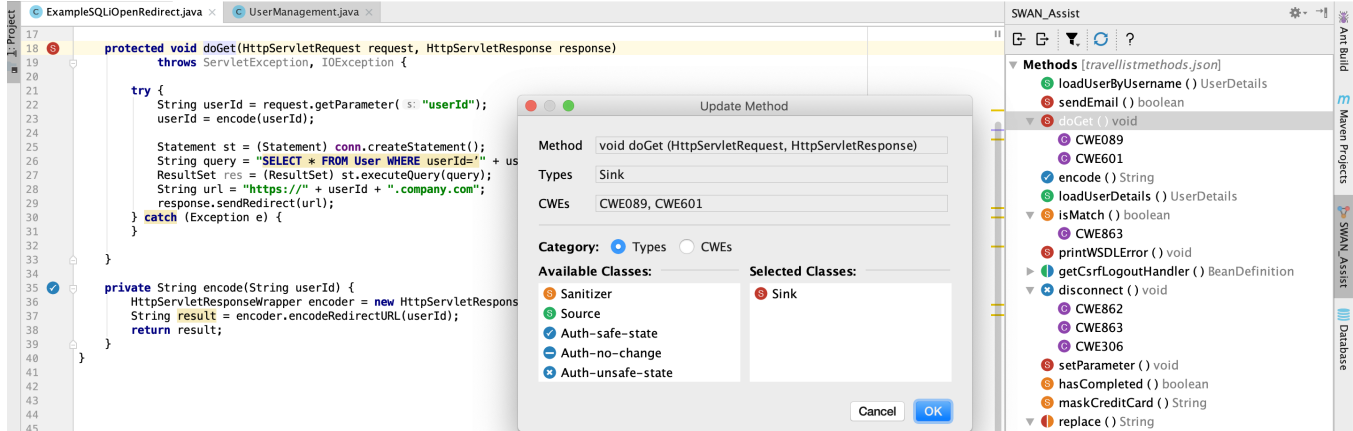 ExampleSQLiOpenRedirect.java × UserManagement.java ×
1: Project
17
18 protected void doGet(HttpServletRequest request, HttpServletResponse response)
19 throws ServletException, IOException {
20
21 try {
22 String userId = request.getParameter( s: "userId");
23 userId = encode(userId);
24
25 Statement st = (Statement) conn.createStatement();
26 String query = "SELECT * FROM User WHERE userId='" + us
27 ResultSet res = (ResultSet) st.executeQuery(query);
28 String url = "https://" + userId + ".company.com";
29 response.sendRedirect(url);
30 } catch (Exception e) {
31 }
32
33 }
34
35 private String encode(String userId) {
36 HttpServletResponseWrapper encoder = new HttpServletRespons
37 String result = encoder.encodeRedirectURL(userId);
38 return result;
39 }
40 }
41
42
43
44
45
Update Method
Method void doGet (HttpServletRequest, HttpServletResponse)
Types Sink
CWEs CWE089, CWE601
Category: Types CWEs
Available Classes: Selected Classes:
S Sanitizer S Sink
S Source
Auth-safe-state
Auth-no-change
Auth-unsafe-state
Cancel OK
SWAN_Assist
Methods [travellistmethods.json]
S loadUserByUsername ( ) UserDetails
S sendEmail ( ) boolean
S doGet ( ) void
C CWE089
C CWE601
encode ( ) String
S loadUserDetails ( ) UserDetails
S isMatch ( ) boolean
C CWE863
S printWSDLError ( ) void
getCsrfLogoutHandler ( ) BeanDefinition
disconnect ( ) void
C CWE862
C CWE863
C CWE306
S setParameter ( ) void
S hasCompleted ( ) boolean
S maskCreditCard ( ) String
replace ( ) String
Ant Build
m Maven Projects
SWAN_Assist
Database